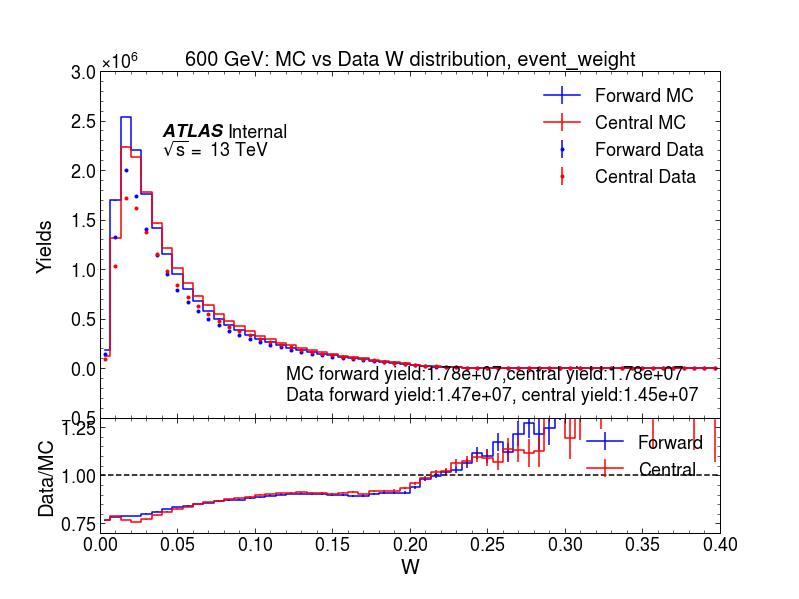 ×10⁶
600 GeV: MC vs Data W distribution, event_weight
3.0
2.5
2.0
1.5
1.0
0.5
0.0
0.5
Yields
ATLAS Internal
√s = 13 TeV
Forward MC
Central MC
Forward Data
Central Data
MC forward yield:1.78e+07,central yield:1.78e+07
Data forward yield:1.47e+07, central yield:1.45e+07
1.25
1.00
0.75
Data/MC
Forward
Central
0.00 0.05 0.10 0.15 0.20 0.25 0.30 0.35 0.40
W